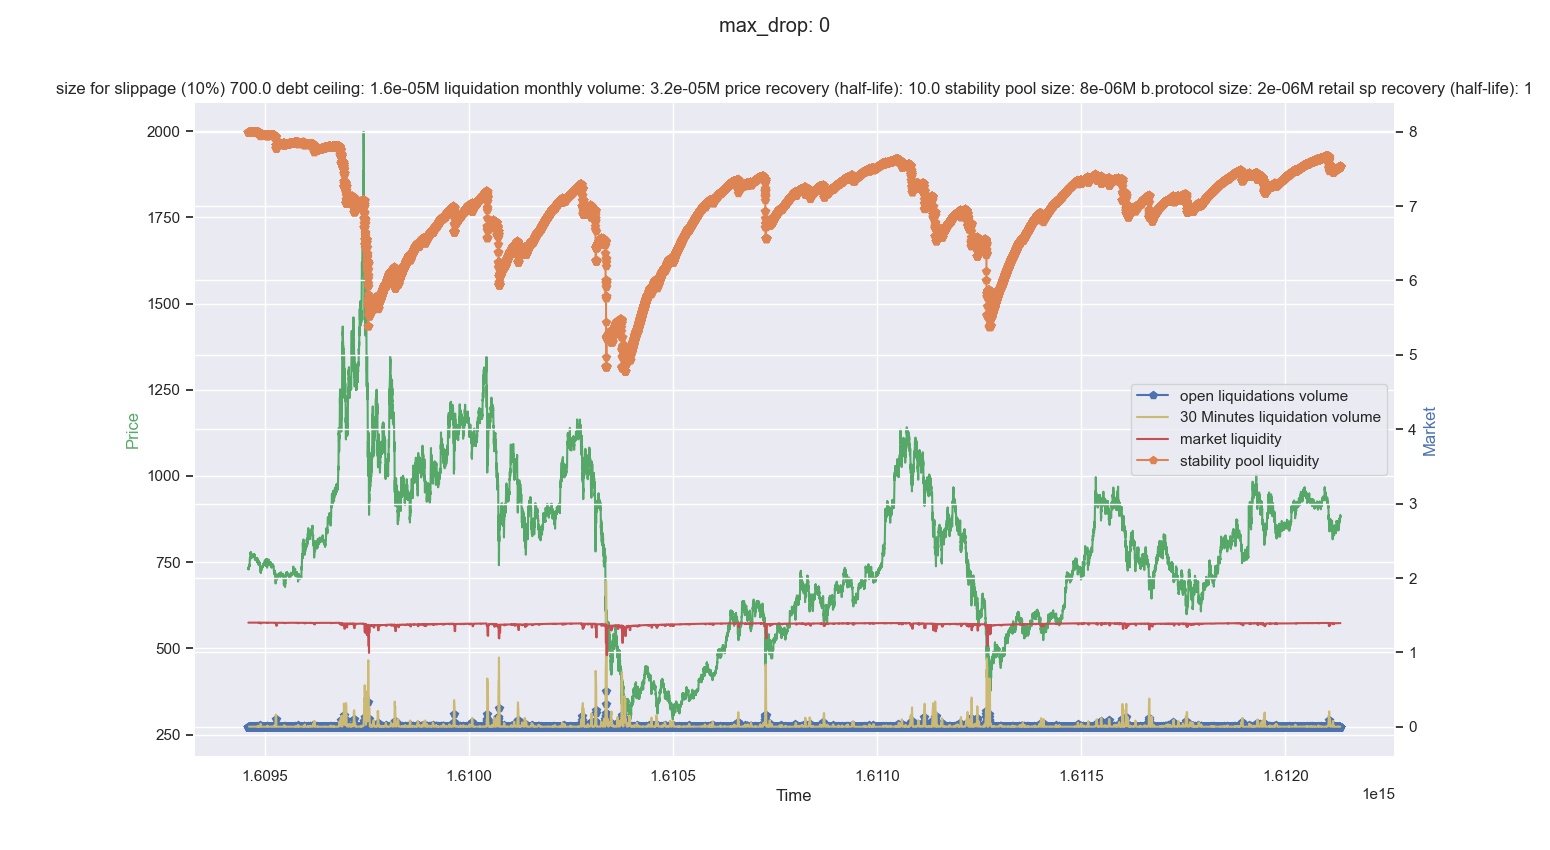 max_drop: 0
size for slippage (10%) 700.0 debt ceiling: 1.6e-05M liquidation monthly volume: 3.2e-05M price recovery (half-life): 10.0 stability pool size: 8e-06M b.protocol size: 2e-06M retail sp recovery (half-life): 1
2000
1750
1500
1250
1000
750
500
250
Price
8
7
6
5
4
3
2
1
0
Market
open liquidations volume
30 Minutes liquidation volume
market liquidity
stability pool liquidity
1.6095 1.6100 1.6105 1.6110 1.6115 1.6120
1e15
Time